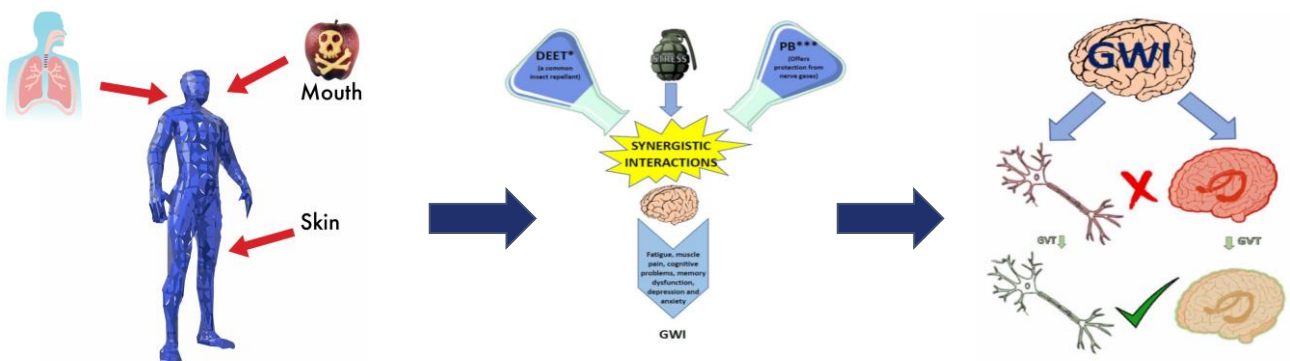 Mouth
Skin
DEET*
(a common
insect repellant)
STRESS
PB***
(Offers
protection from
nerve gases)
SYNERGISTIC
INTERACTIONS
Fatigue, muscle
pain, cognitive
problems, memory
dysfunction,
depression and
anxiety
GWI
GWI
GVT
GVT